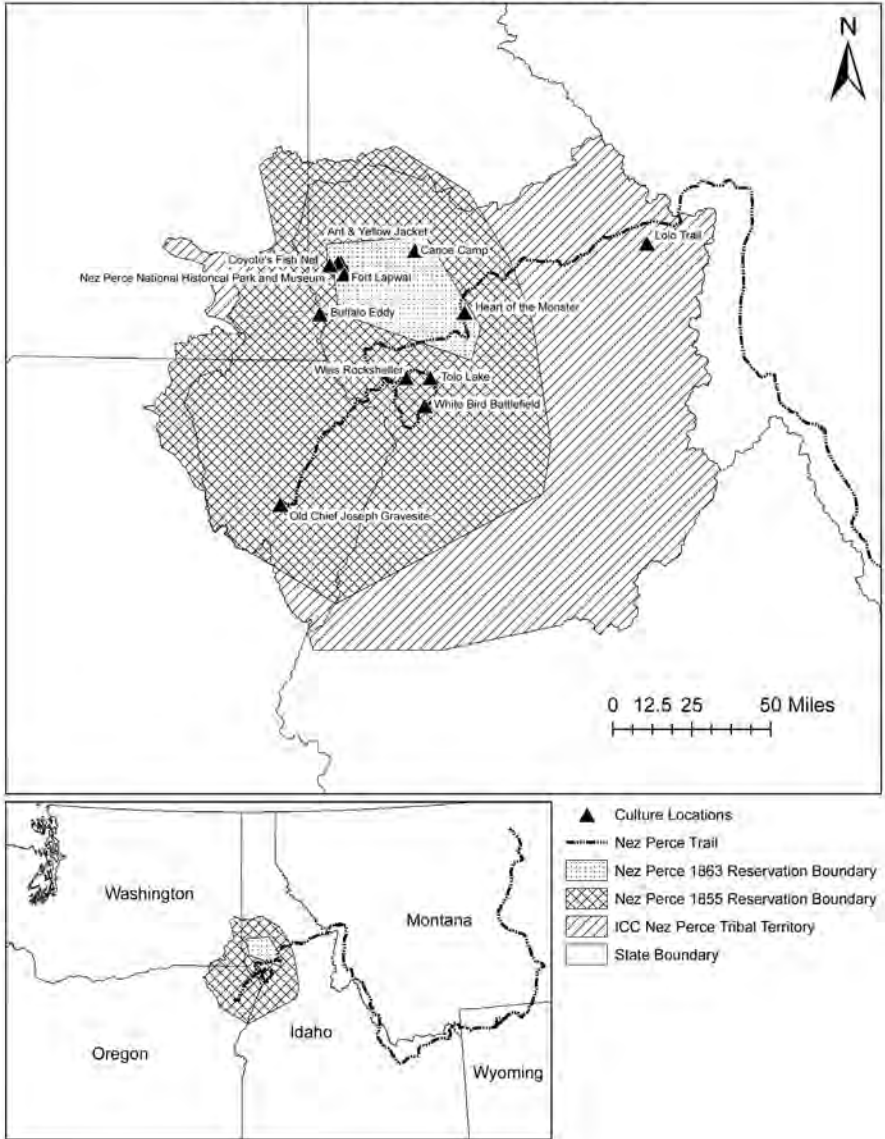 N
Lolo Trail
Ant & Yellow Jacket
Canoe Camp
Coyote's Fish Net
Nez Perce National Historical Park and Museum
Fort Lapwai
Heart of the Monster
Buffalo Eddy
Weis Rockshelter
Tolo Lake
White Bird Battlefield
Old Chief Joseph Gravesite
0 12.5 25 50 Miles
Washington
Montana
Oregon
Idaho
Wyoming
Culture Locations
Nez Perce Trail
Nez Perce 1863 Reservation Boundary
Nez Perce 1855 Reservation Boundary
ICC Nez Perce Tribal Territory
State Boundary